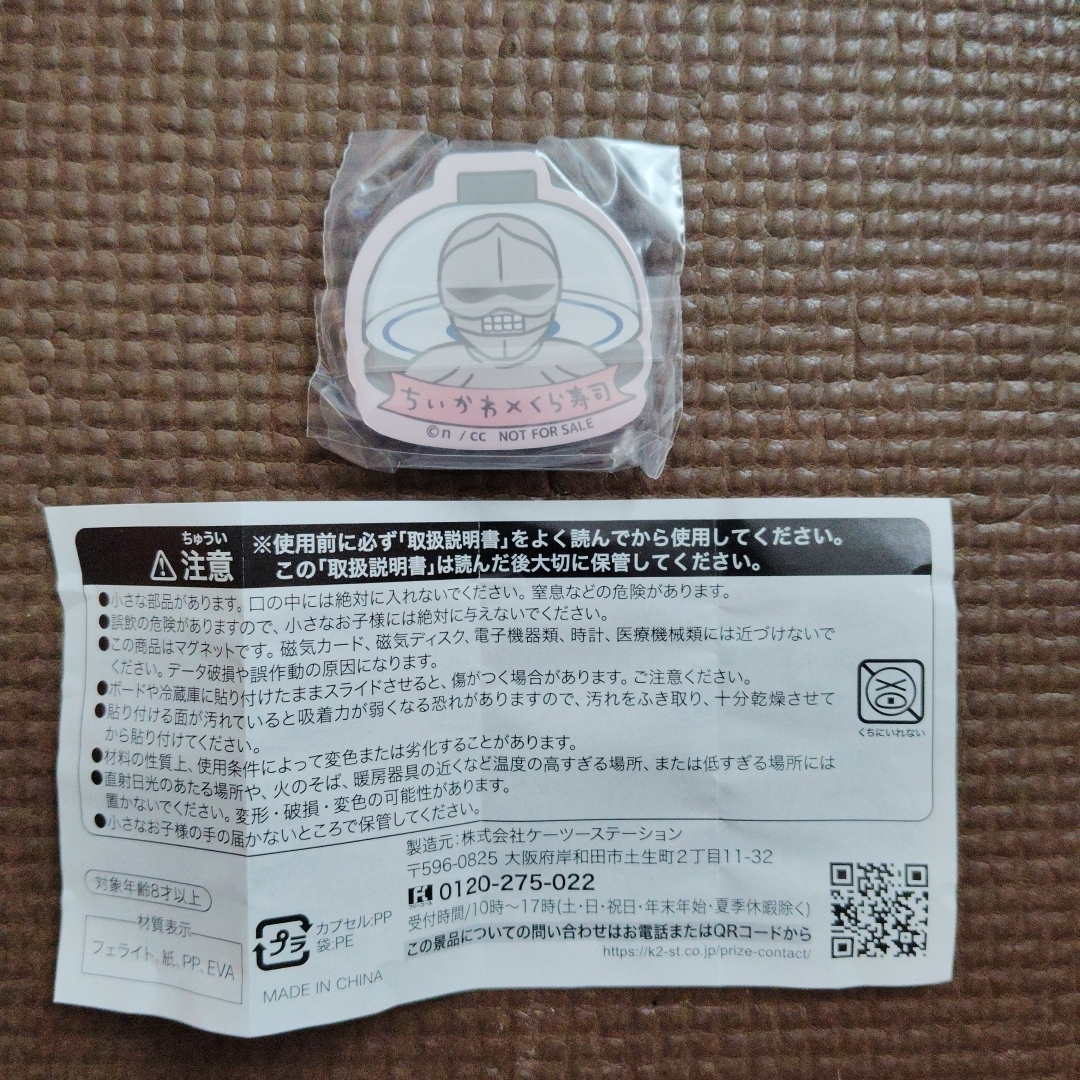 ちいかわ×くら寿司
©n / cc NOT FOR SALE
ちゅうい
注意
※使用前に必ず「取扱説明書」をよく読んでから使用してください。
この「取扱説明書」は読んだ後大切に保管してください。
●小さな部品があります。口の中には絶対に入れないでください。窒息などの危険があります。
●誤飲の危険がありますので、小さなお子様には絶対に与えないでください。
●この商品はマグネットです。磁気カード、磁気ディスク、電子機器類、時計、医療機械類には近づけないで
ください。データ破損や誤作動の原因になります。
●ボードや冷蔵庫に貼り付けたままスライドさせると、傷がつく場合があります。ご注意ください。
●貼り付ける面が汚れていると吸着力が弱くなる恐れがありますので、汚れをふき取り、十分乾燥させて
から貼り付けてください。
●材料の性質上、使用条件によって変色または劣化することがあります。
●直射日光のあたる場所や、火のそば、暖房器具の近くなど温度の高すぎる場所、または低すぎる場所には
置かないでください。変形・破損・変色の可能性があります。
●小さなお子様の手の届かないところで保管してください。
くちにいれない
対象年齢8才以上
材質表示
フェライト、紙、PP、EVA
プラ
カプセル:PP
袋:PE
MADE IN CHINA
製造元:株式会社ケーツーステーション
〒596-0825 大阪府岸和田市土生町2丁目11-32
0120-275-022
受付時間/10時～17時(土・日・祝日・年末年始・夏季休暇除く)
この景品についての問い合わせはお電話またはQRコードから
https://k2-st.co.jp/prize-contact/